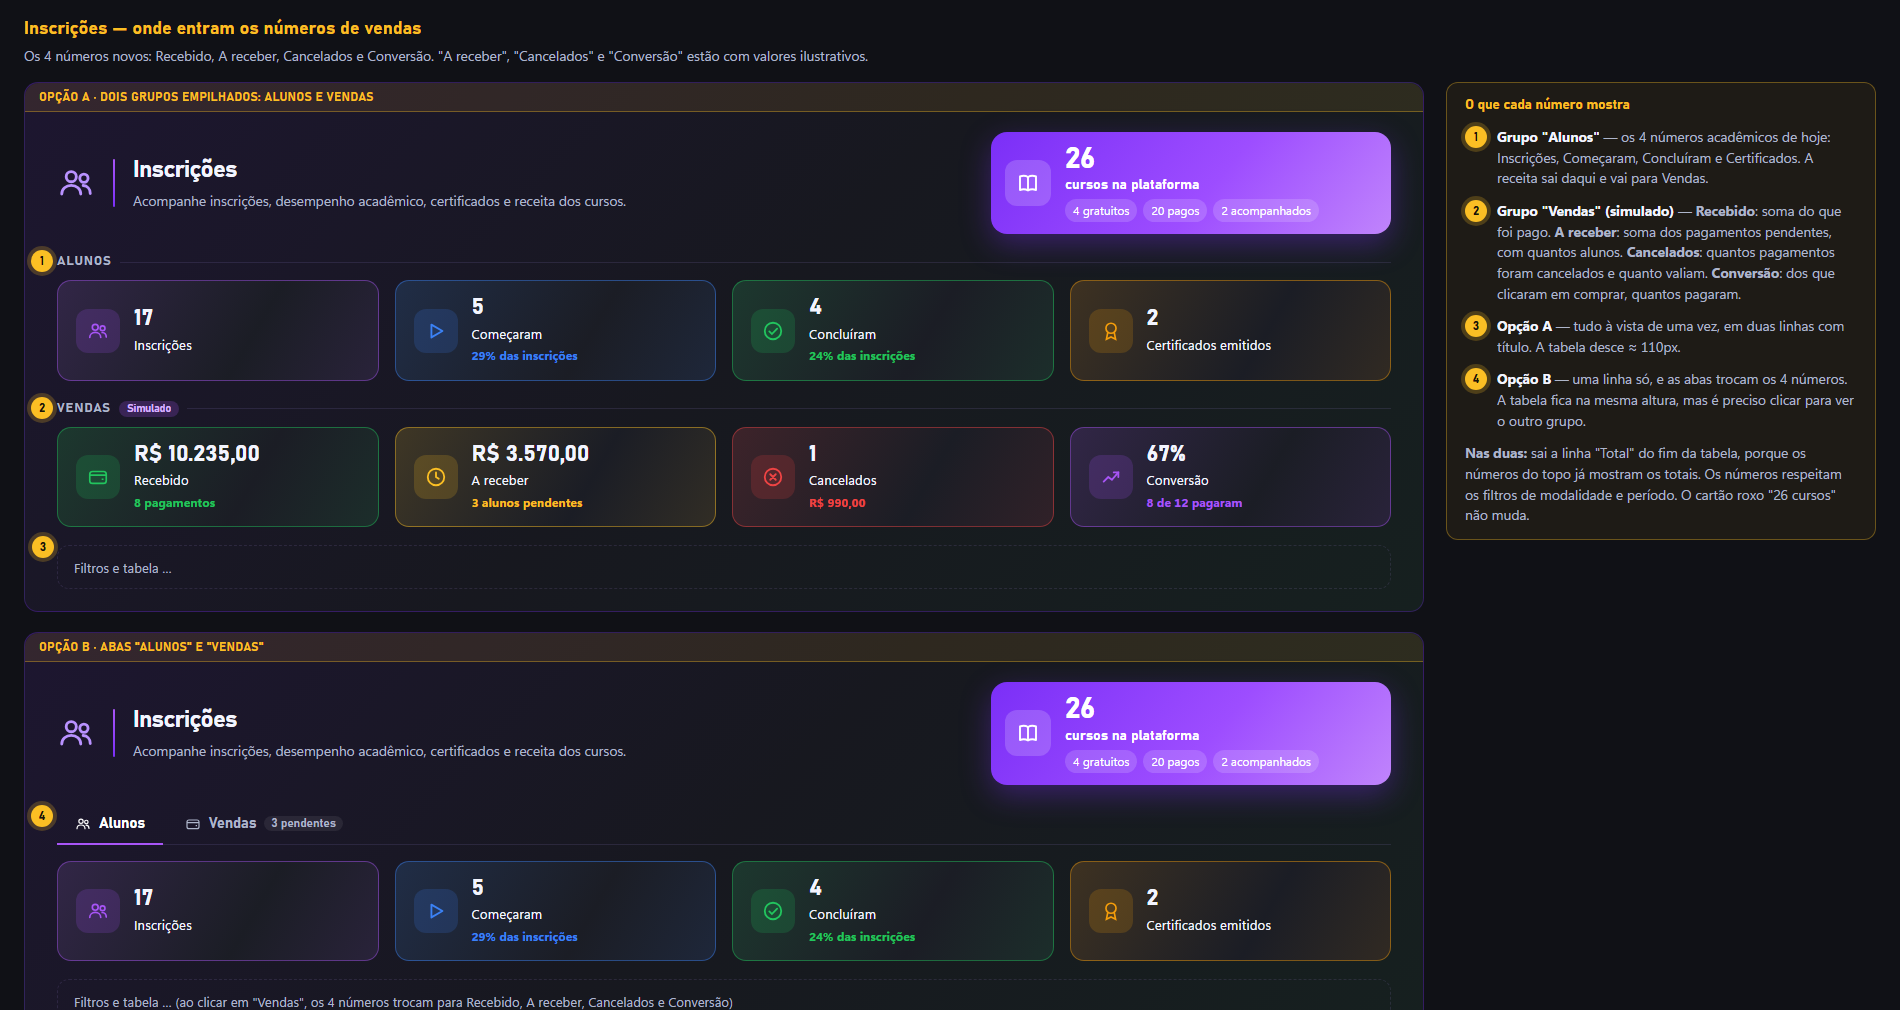 Inscrições — onde entram os números de vendas
Os 4 números novos: Recebido, A receber, Cancelados e Conversão. "A receber", "Cancelados" e "Conversão" estão com valores ilustrativos.
OPÇÃO A · DOIS GRUPOS EMPILHADOS: ALUNOS E VENDAS
Inscrições
Acompanhe inscrições, desempenho acadêmico, certificados e receita dos cursos.
26
cursos na plataforma
4 gratuitos
20 pagos
2 acompanhados
1
ALUNOS
17
Inscrições
5
Começaram
29% das inscrições
4
Concluíram
24% das inscrições
2
Certificados emitidos
2
VENDAS
Simulado
R$ 10.235,00
Recebido
8 pagamentos
R$ 3.570,00
A receber
3 alunos pendentes
1
Cancelados
R$ 990,00
67%
Conversão
8 de 12 pagaram
3
Filtros e tabela ...
OPÇÃO B · ABAS "ALUNOS" E "VENDAS"
Inscrições
Acompanhe inscrições, desempenho acadêmico, certificados e receita dos cursos.
26
cursos na plataforma
4 gratuitos
20 pagos
2 acompanhados
4
Alunos
Vendas
3 pendentes
17
Inscrições
5
Começaram
29% das inscrições
4
Concluíram
24% das inscrições
2
Certificados emitidos
Filtros e tabela ... (ao clicar em "Vendas", os 4 números trocam para Recebido, A receber, Cancelados e Conversão)
O que cada número mostra
1
Grupo "Alunos" — os 4 números acadêmicos de hoje:
Inscrições, Começaram, Concluíram e Certificados. A
receita sai daqui e vai para Vendas.
2
Grupo "Vendas" (simulado) — Recebido: soma do que
foi pago. A receber: soma dos pagamentos pendentes,
com quantos alunos. Cancelados: quantos pagamentos
foram cancelados e quanto valiam. Conversão: dos que
clicaram em comprar, quantos pagaram.
3
Opção A — tudo à vista de uma vez, em duas linhas com
título. A tabela desce ≈ 110px.
4
Opção B — uma linha só, e as abas trocam os 4 números.
A tabela fica na mesma altura, mas é preciso clicar para ver
o outro grupo.
Nas duas: sai a linha "Total" do fim da tabela, porque os
números do topo já mostram os totais. Os números respeitam
os filtros de modalidade e período. O cartão roxo "26 cursos"
não muda.